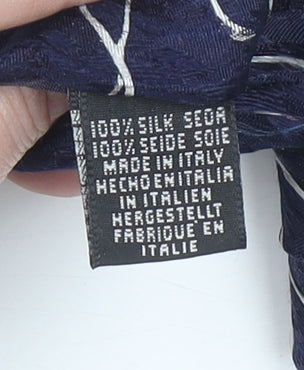 100% SILK SEDA
100% SEIDE SOIE
MADE IN ITALY
HECHO EN ITALIA
IN ITALIEN
HERGESTELLT
FABRIQUE EN
ITALIE